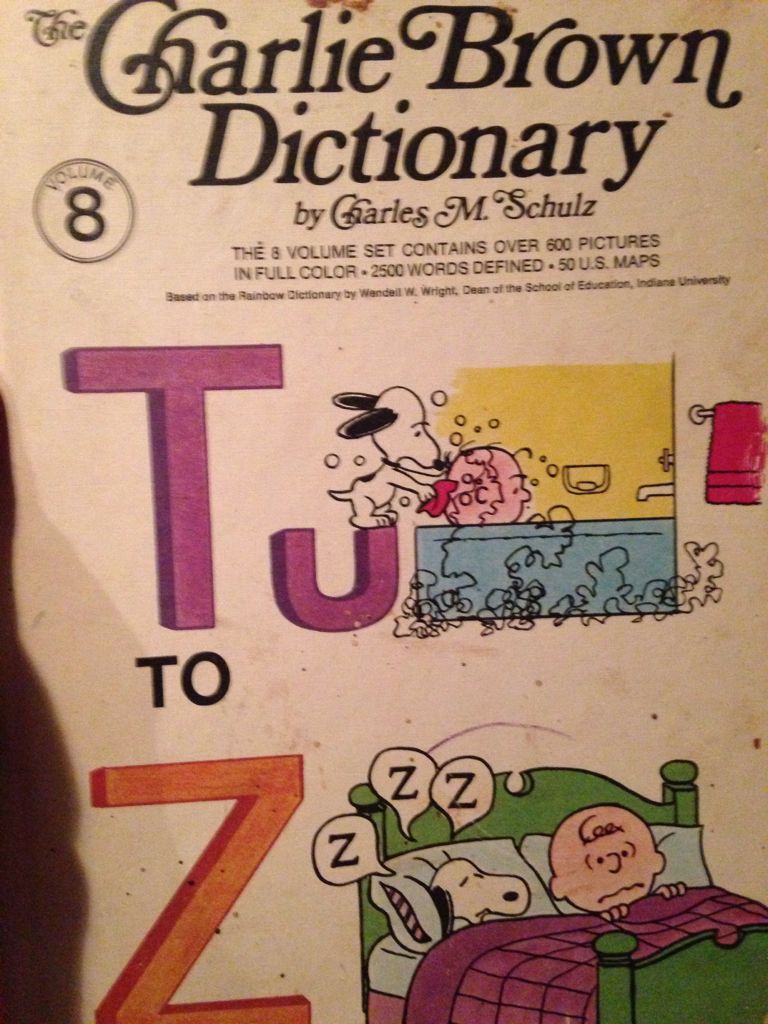 The Charlie Brown
Dictionary
VOLUME
8
by Charles M. Schulz
THE 8 VOLUME SET CONTAINS OVER 600 PICTURES
IN FULL COLOR • 2500 WORDS DEFINED • 50 U.S. MAPS
Based on the Rainbow Dictionary by Wendell W. Wright, Dean of the School of Education, Indiana University
Tu
TO
Z
Z
Z
Z